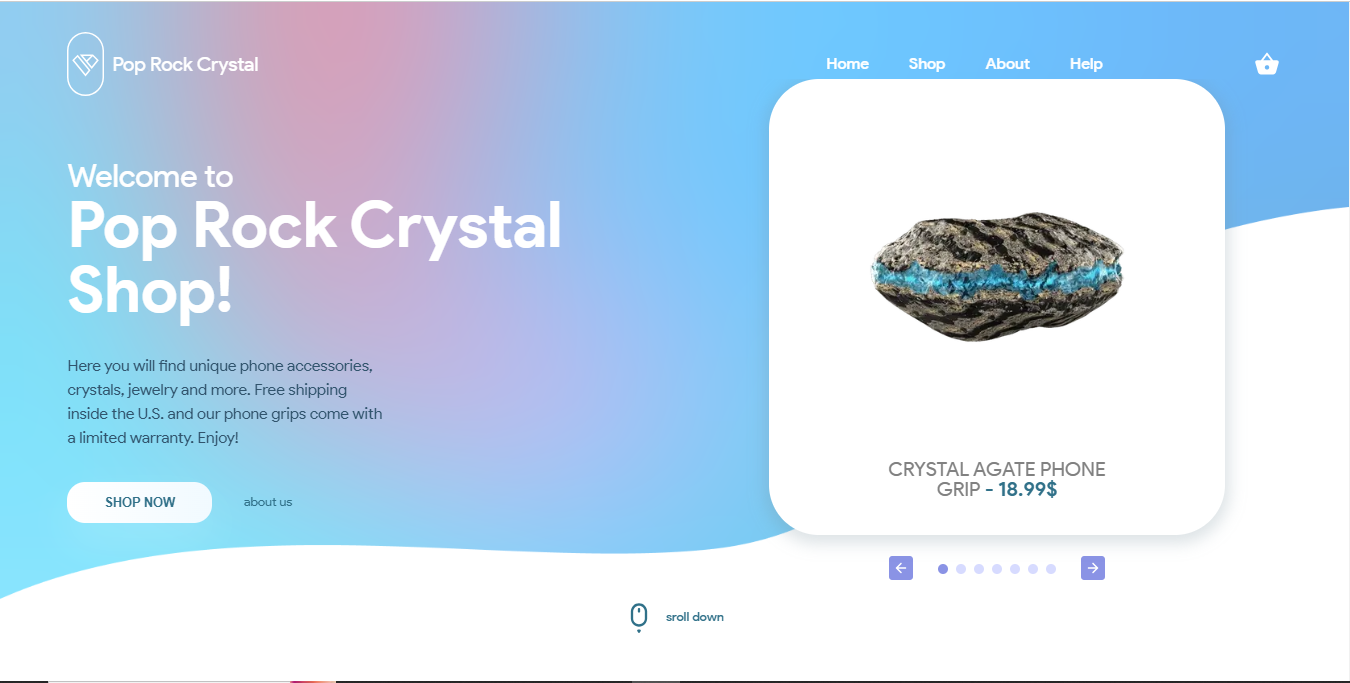 Pop Rock Crystal
Home Shop About Help
Welcome to
Pop Rock Crystal
Shop!
Here you will find unique phone accessories,
crystals, jewelry and more. Free shipping
inside the U.S. and our phone grips come with
a limited warranty. Enjoy!
SHOP NOW
about us
CRYSTAL AGATE PHONE
GRIP - 18.99$
sroll down